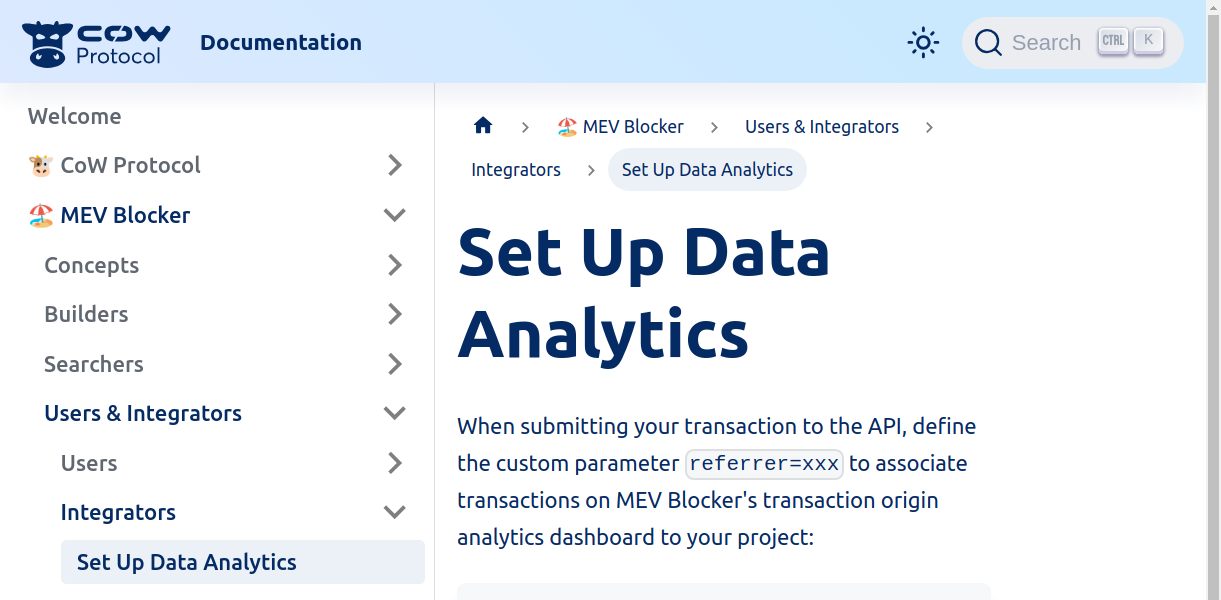 COW
Protocol
Documentation
Search
CTRL
K
Welcome
CoW Protocol
MEV Blocker
Concepts
Builders
Searchers
Users & Integrators
Users
Integrators
Set Up Data Analytics
MEV Blocker
Users & Integrators
Integrators
Set Up Data Analytics
Set Up Data
Analytics
When submitting your transaction to the API, define
the custom parameter referrer=xxx to associate
transactions on MEV Blocker's transaction origin
analytics dashboard to your project: